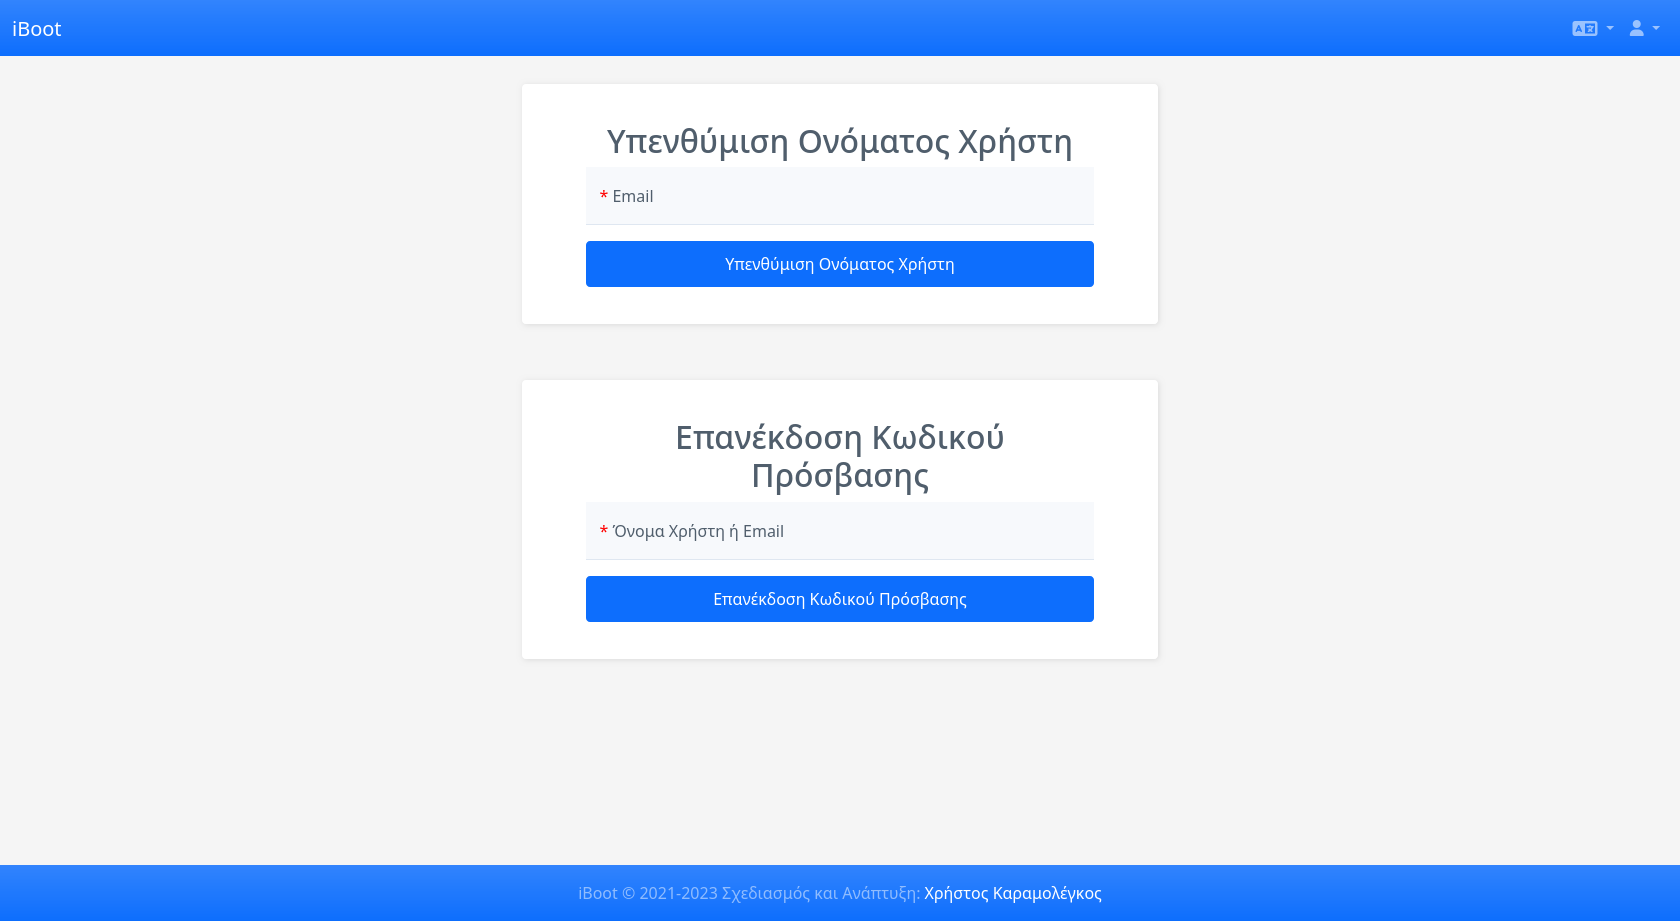 iBoot
Υπενθύμιση Ονόματος Χρήστη
* Email
Υπενθύμιση Ονόματος Χρήστη
Επανέκδοση Κωδικού
Πρόσβασης
* Όνομα Χρήστη ή Email
Επανέκδοση Κωδικού Πρόσβασης
iBoot © 2021-2023 Σχεδιασμός και Ανάπτυξη: Χρήστος Καραμολέγκος